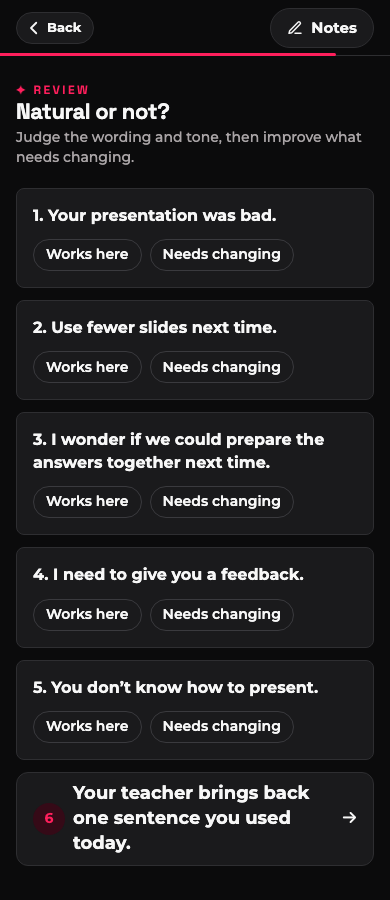 Back
Notes
REVIEW
Natural or not?
Judge the wording and tone, then improve what
needs changing.
1. Your presentation was bad.
Works here
Needs changing
2. Use fewer slides next time.
Works here
Needs changing
3. I wonder if we could prepare the
answers together next time.
Works here
Needs changing
4. I need to give you a feedback.
Works here
Needs changing
5. You don’t know how to present.
Works here
Needs changing
6
Your teacher brings back
one sentence you used
today.